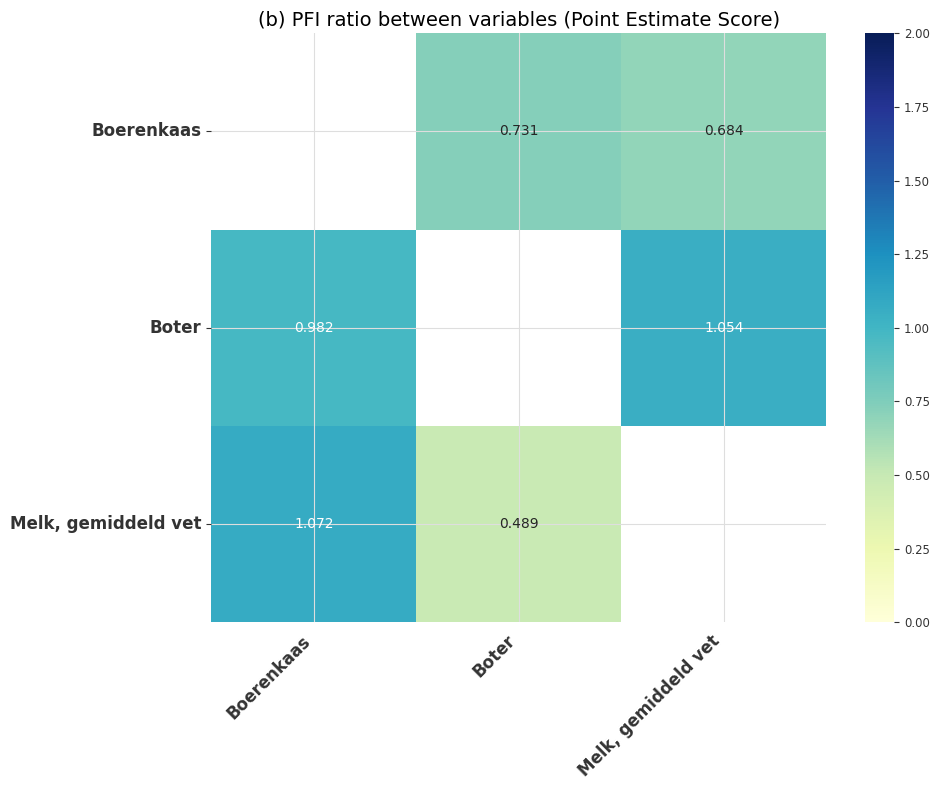 (b) PFI ratio between variables (Point Estimate Score)
Boerenkaas
0.731
0.684
Boter
0.982
1.054
Melk, gemiddeld vet
1.072
0.489
Boerenkaas
Boter
Melk, gemiddeld vet
2.00
1.75
1.50
1.25
1.00
0.75
0.50
0.25
0.00